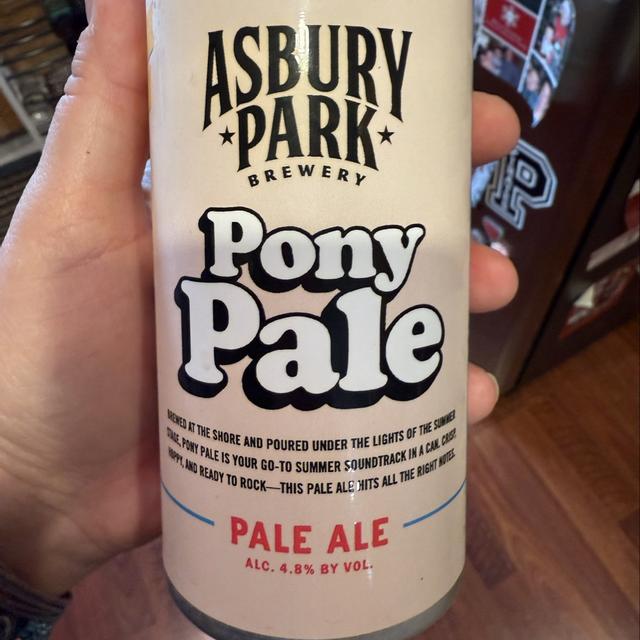 ASBURY
PARK
BREWERY
Pony
Pale
BREWED AT THE SHORE AND POURED UNDER THE LIGHTS OF THE SUMMER
STAGE, PONY PALE IS YOUR GO-TO SUMMER SOUNDTRACK IN A CAN. CRISP,
HOPPY, AND READY TO ROCK—THIS PALE ALE HITS ALL THE RIGHT NOTES.
PALE ALE
ALC. 4.8% BY VOL.
P